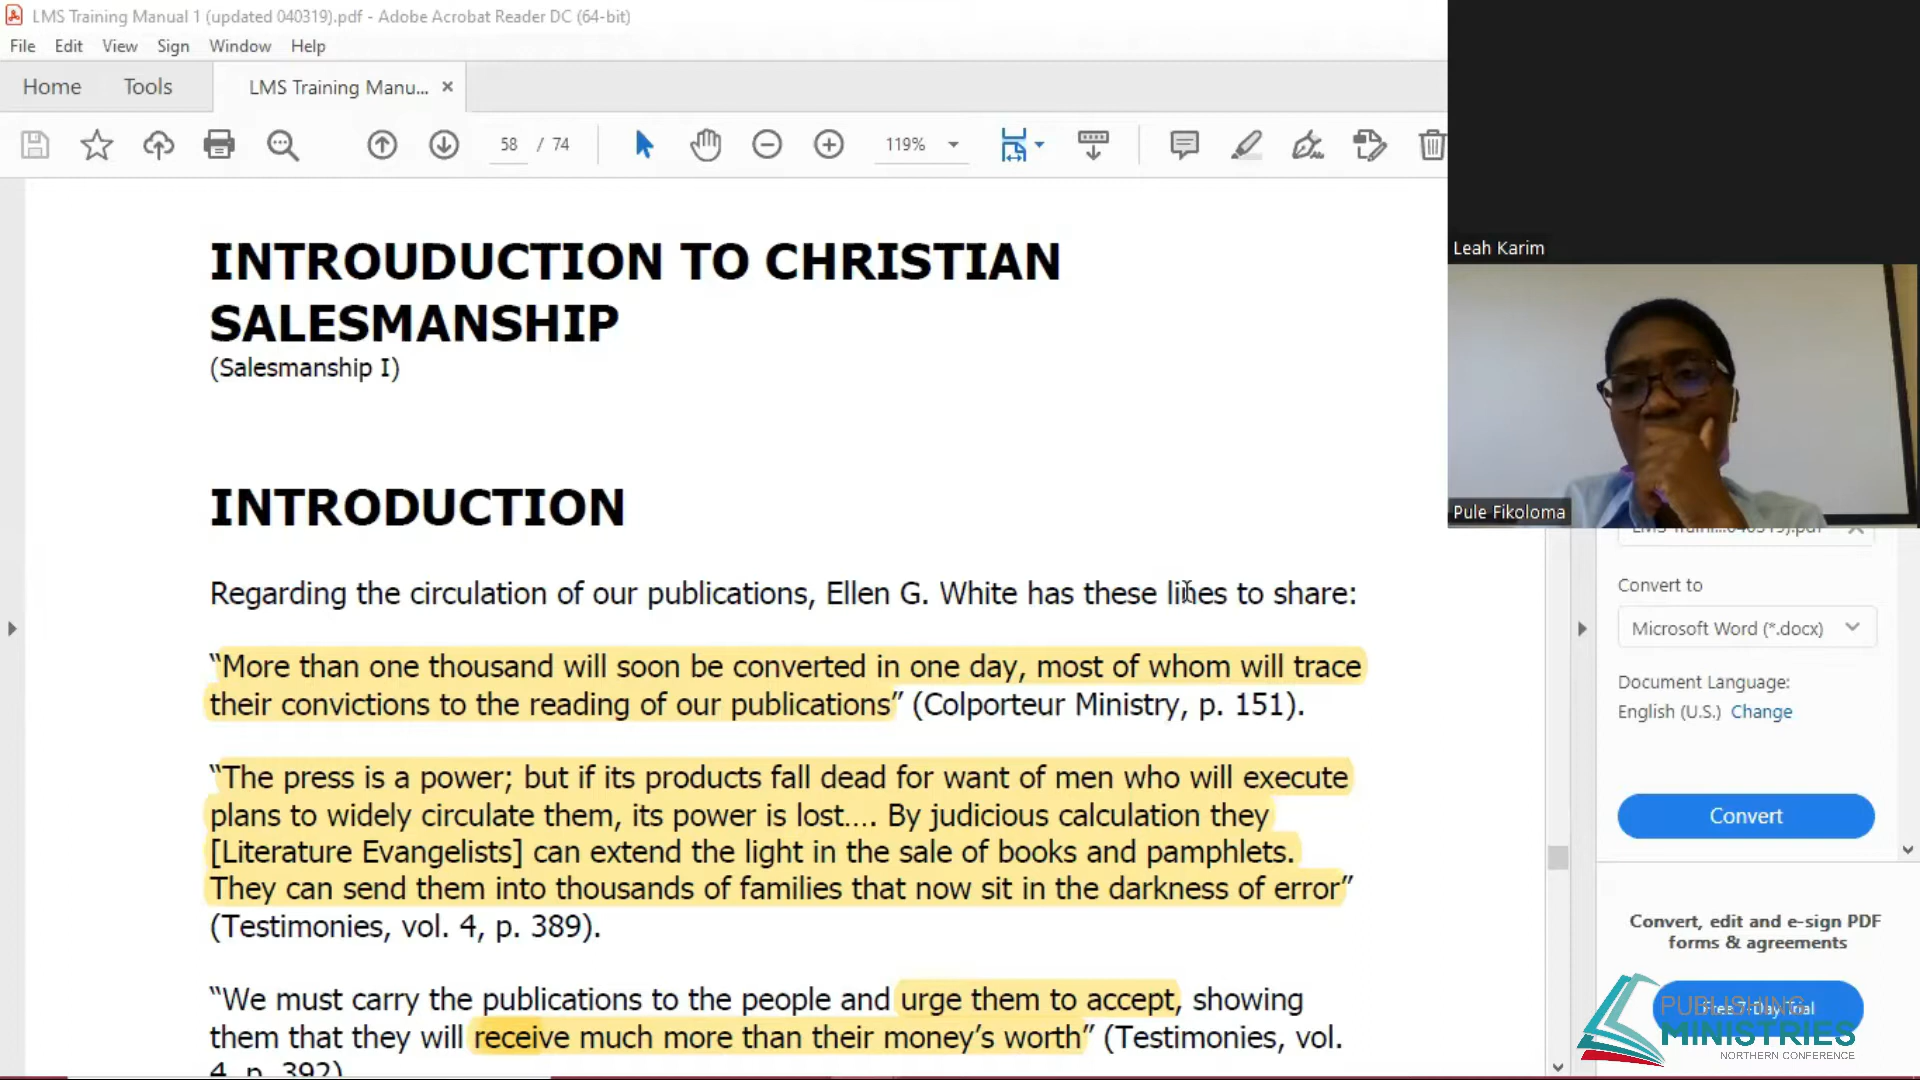 LMS Training Manual 1 (updated 040319).pdf - Adobe Acrobat Reader DC (64-bit)
File Edit View Sign Window Help
Home Tools LMS Training Manu... ×
58 / 74 119%
INTROUDUCTION TO CHRISTIAN
SALESMANSHIP
(Salesmanship I)
INTRODUCTION
Regarding the circulation of our publications, Ellen G. White has these lines to share:
“More than one thousand will soon be converted in one day, most of whom will trace
their convictions to the reading of our publications” (Colporteur Ministry, p. 151).
“The press is a power; but if its products fall dead for want of men who will execute
plans to widely circulate them, its power is lost…. By judicious calculation they
[Literature Evangelists] can extend the light in the sale of books and pamphlets.
They can send them into thousands of families that now sit in the darkness of error”
(Testimonies, vol. 4, p. 389).
“We must carry the publications to the people and urge them to accept, showing
them that they will receive much more than their money’s worth” (Testimonies, vol.
4, p. 392)
Leah Karim
Pule Fikoloma
Convert to
Microsoft Word (*.docx)
Document Language:
English (U.S.) Change
Convert
Convert, edit and e-sign PDF
forms & agreements
Free 7-Day Trial
PUBLISHING
MINISTRIES
NORTHERN CONFERENCE